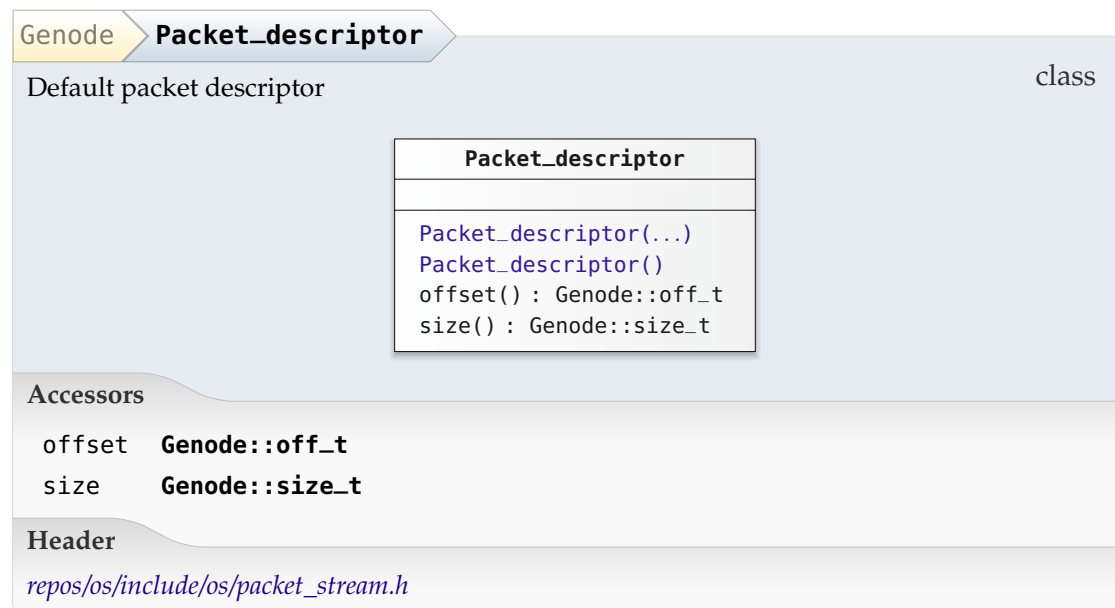 Genode Packet_descriptor
class
Default packet descriptor
Packet_descriptor
Packet_descriptor(...)
Packet_descriptor()
offset() : Genode::off_t
size() : Genode::size_t
Accessors
offset Genode::off_t
size Genode::size_t
Header
repos/os/include/os/packet_stream.h